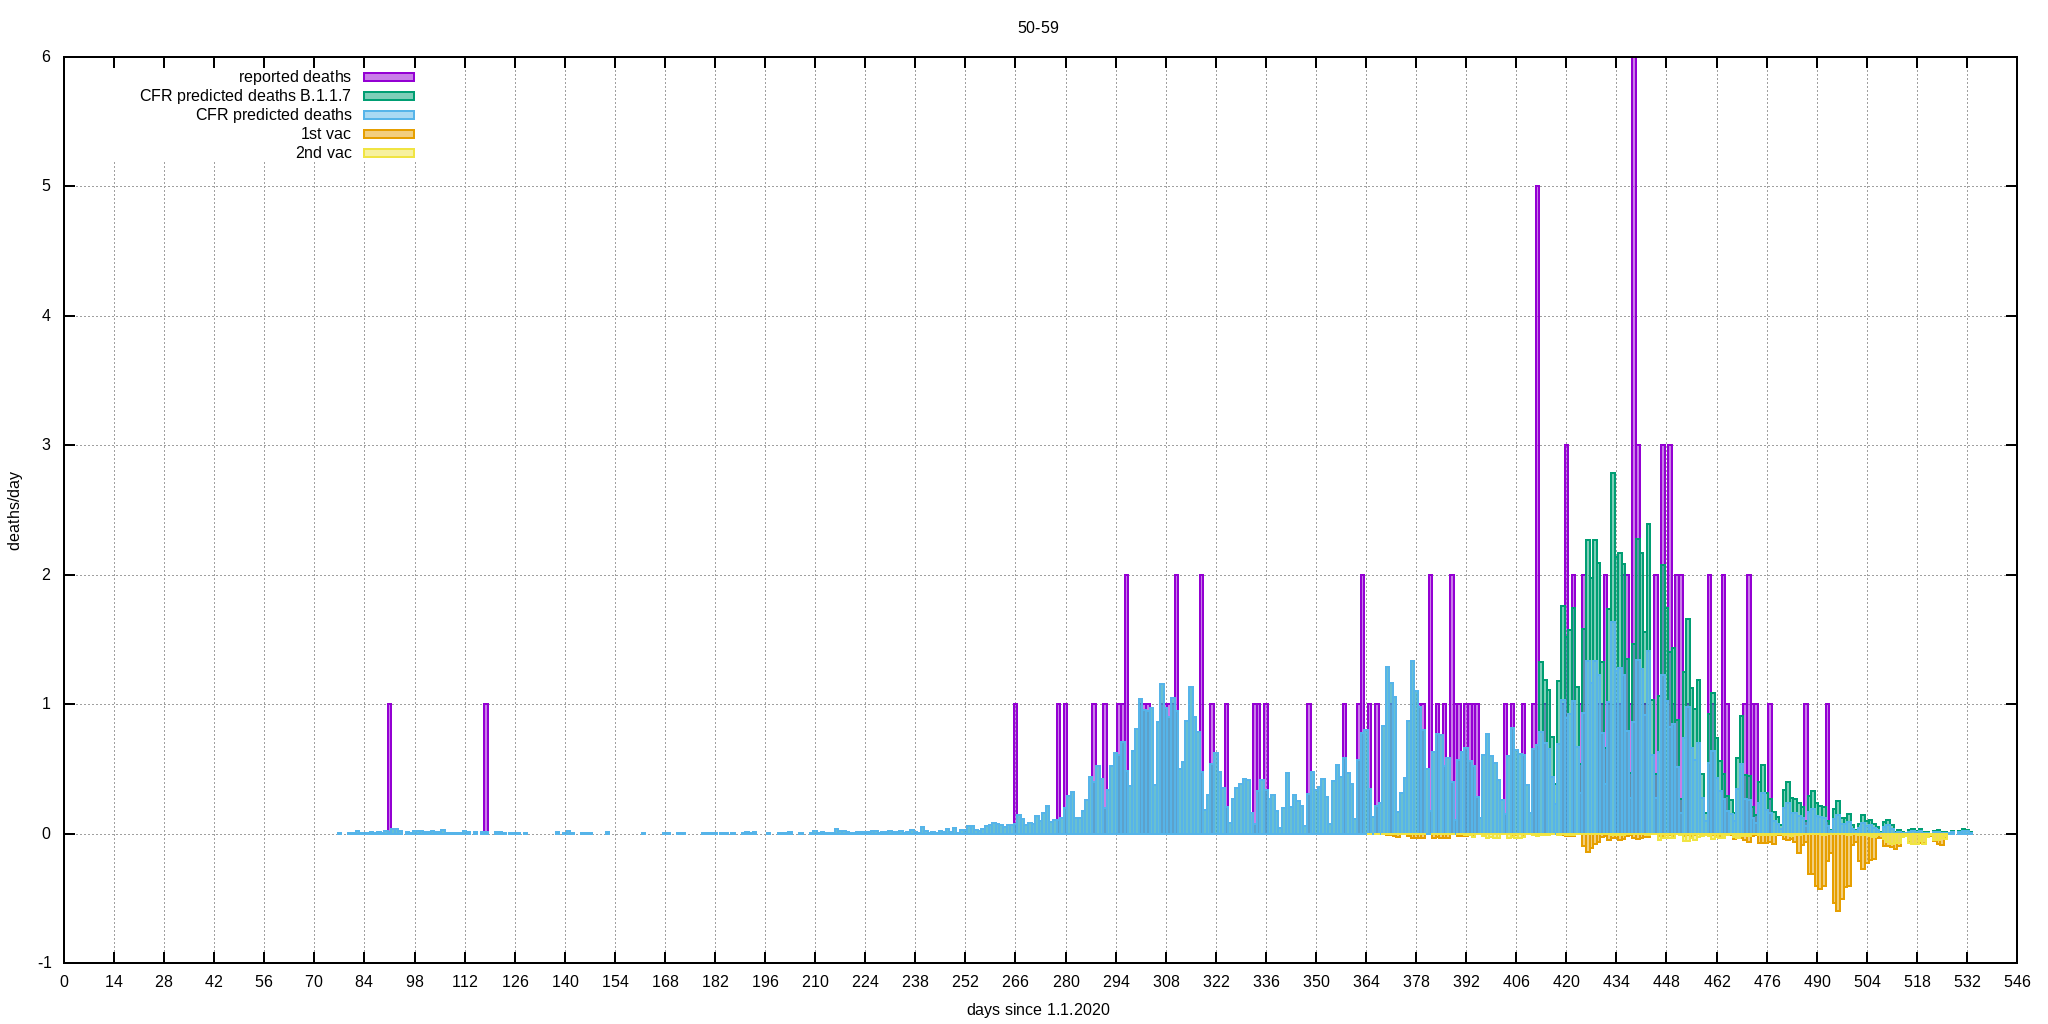 50-59
reported deaths
CFR predicted deaths B.1.1.7
CFR predicted deaths
1st vac
2nd vac
6
5
4
3
2
1
0
-1
deaths/day
0 14 28 42 56 70 84 98 112 126 140 154 168 182 196 210 224 238 252 266 280 294 308 322 336 350 364 378 392 406 420 434 448 462 476 490 504 518 532 546
days since 1.1.2020